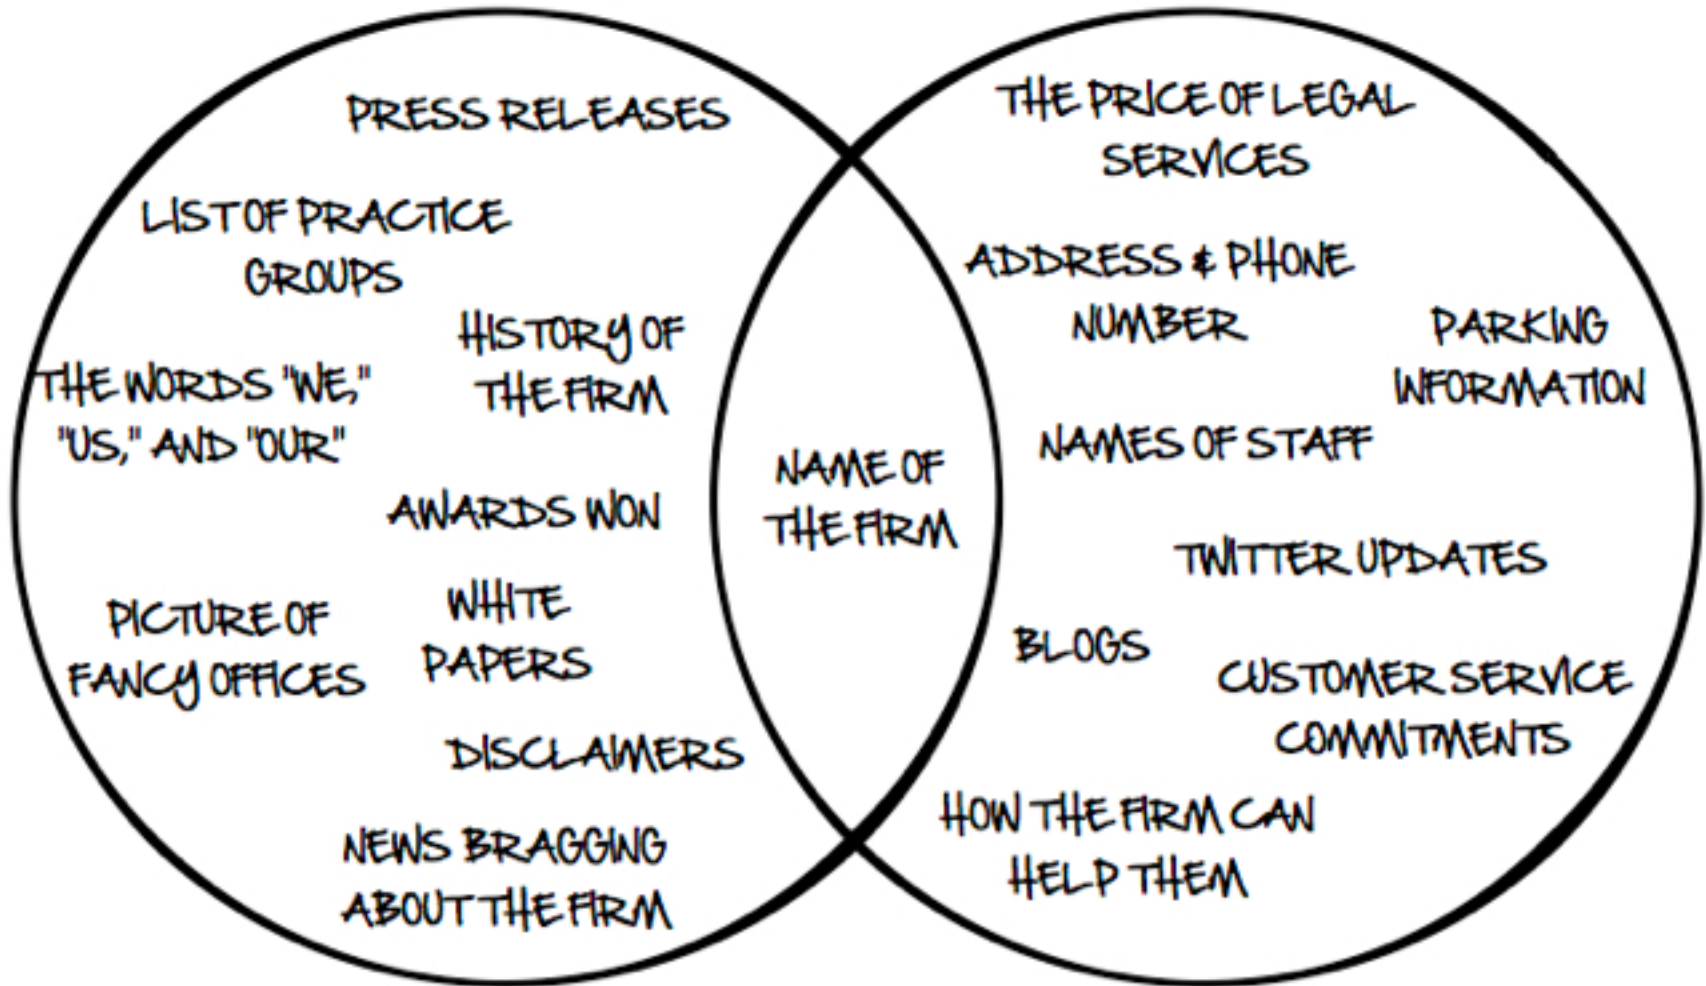 PRESS RELEASES
LIST OF PRACTICE
GROUPS
HISTORY OF
THE FIRM
THE WORDS "WE,"
"US," AND "OUR"
AWARDS WON
PICTURE OF
FANCY OFFICES
WHITE
PAPERS
DISCLAIMERS
NEWS BRAGGING
ABOUT THE FIRM
NAME OF
THE FIRM
THE PRICE OF LEGAL
SERVICES
ADDRESS & PHONE
NUMBER
PARKING
INFORMATION
NAMES OF STAFF
TWITTER UPDATES
BLOGS
CUSTOMER SERVICE
COMMITMENTS
HOW THE FIRM CAN
HELP THEM